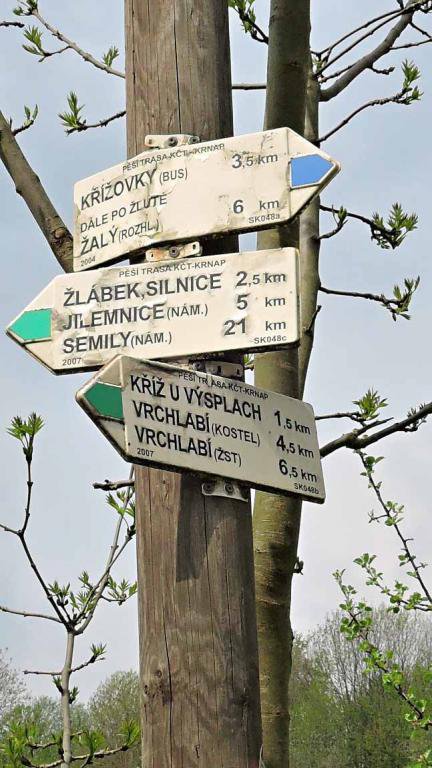 PĚŠÍ TRASA KČT-KRNAP
KŘÍŽOVKY (BUS) 3,5 km
DÁLE PO ŽLUTÉ
ŽALÝ (ROZHL.) 6 km
2004 SK048a
PĚŠÍ TRASA KČT-KRNAP
ŽLÁBEK, SILNICE 2,5 km
JILEMNICE (NÁM.) 5 km
SEMILY (NÁM.) 21 km
2007 SK048c
PĚŠÍ TRASA KČT-KRNAP
KŘÍŽ U VÝSPLACH 1,5 km
VRCHLABÍ (KOSTEL) 4,5 km
VRCHLABÍ (ŽST) 6,5 km
2007 SK048b